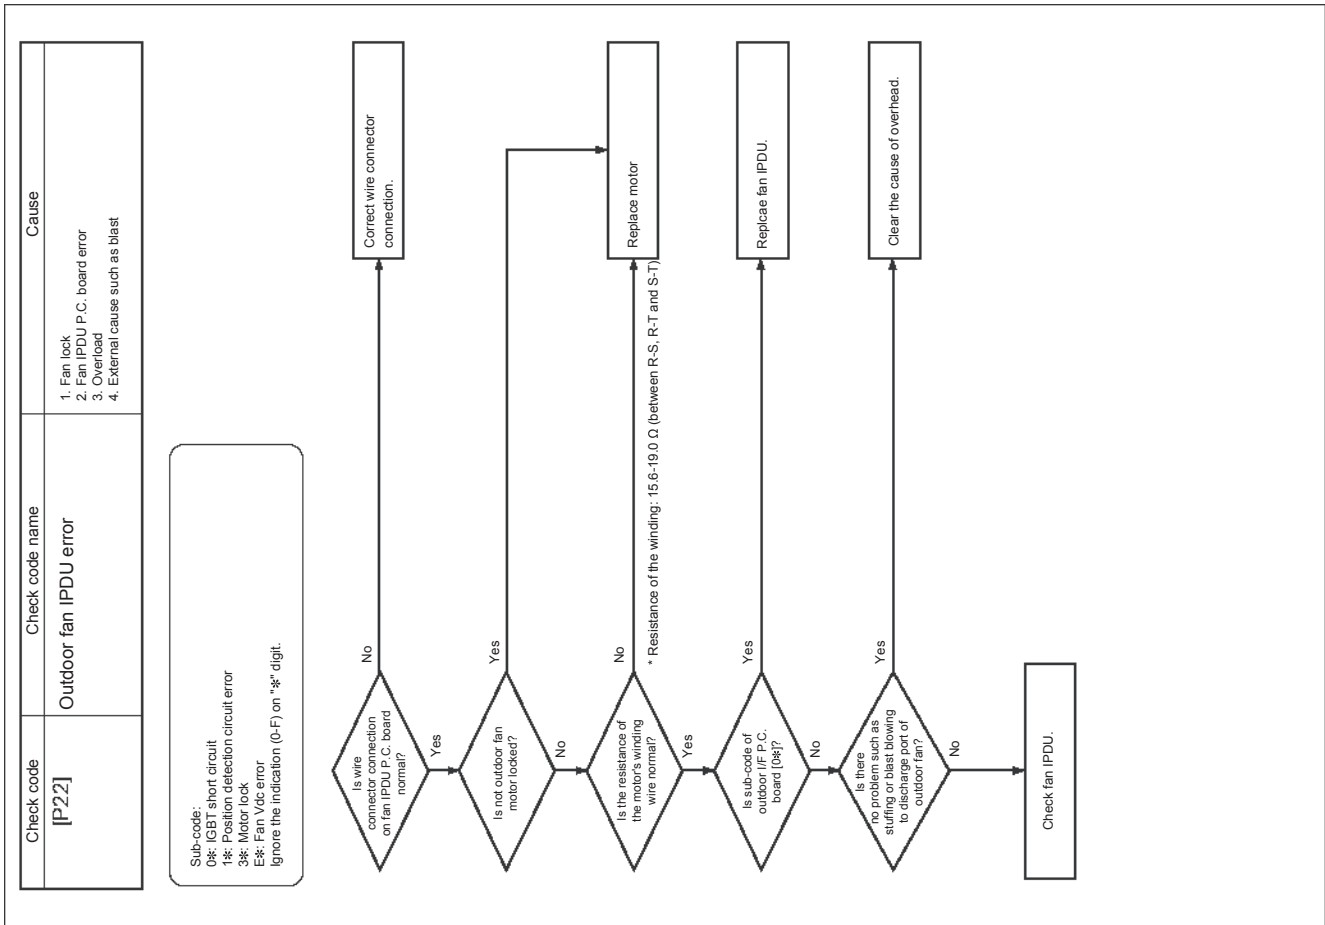 Check code
Check code name
Cause
[P22]
Outdoor fan IPDU error
1. Fan lock
2. Fan IPDU P.C. board error
3. Overload
4. External cause such as blast
Sub-code:
0✻: IGBT short circuit
1✻: Position detection circuit error
3✻: Motor lock
E✻: Fan Vdc error
Ignore the indication (0-F) on "✻" digit.
Is wire
connector connection
on fan IPDU P.C. board
normal?
No
Correct wire connector
connection.
Yes
Is not outdoor fan
motor locked?
Yes
No
Is the resistance of
the motor's winding
wire normal?
No
Replace motor
* Resistance of the winding: 15.6-19.0 Ω (between R-S, R-T and S-T)
Yes
Is sub-code of
outdoor I/F P.C.
board [0✻]?
Yes
Replcae fan IPDU.
No
Is there
no problem such as
stuffing or blast blowing
to discharge port of
outdoor fan?
Yes
Clear the cause of overhead.
No
Check fan IPDU.